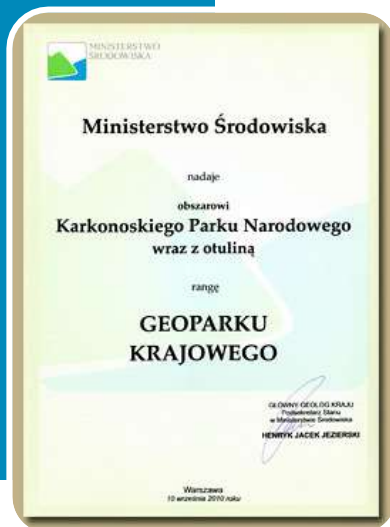 MINISTERSTWO
ŚRODOWISKA
Ministerstwo Środowiska
nadaje
obszarowi
Karkonoskiego Parku Narodowego
wraz z otuliną
rangę
GEOPARKU
KRAJOWEGO
GŁÓWNY GEOLOG KRAJU
Podsekretarz Stanu
w Ministerstwie Środowiska
HENRYK JACEK JEZIERSKI
Warszawa
10 września 2010 roku